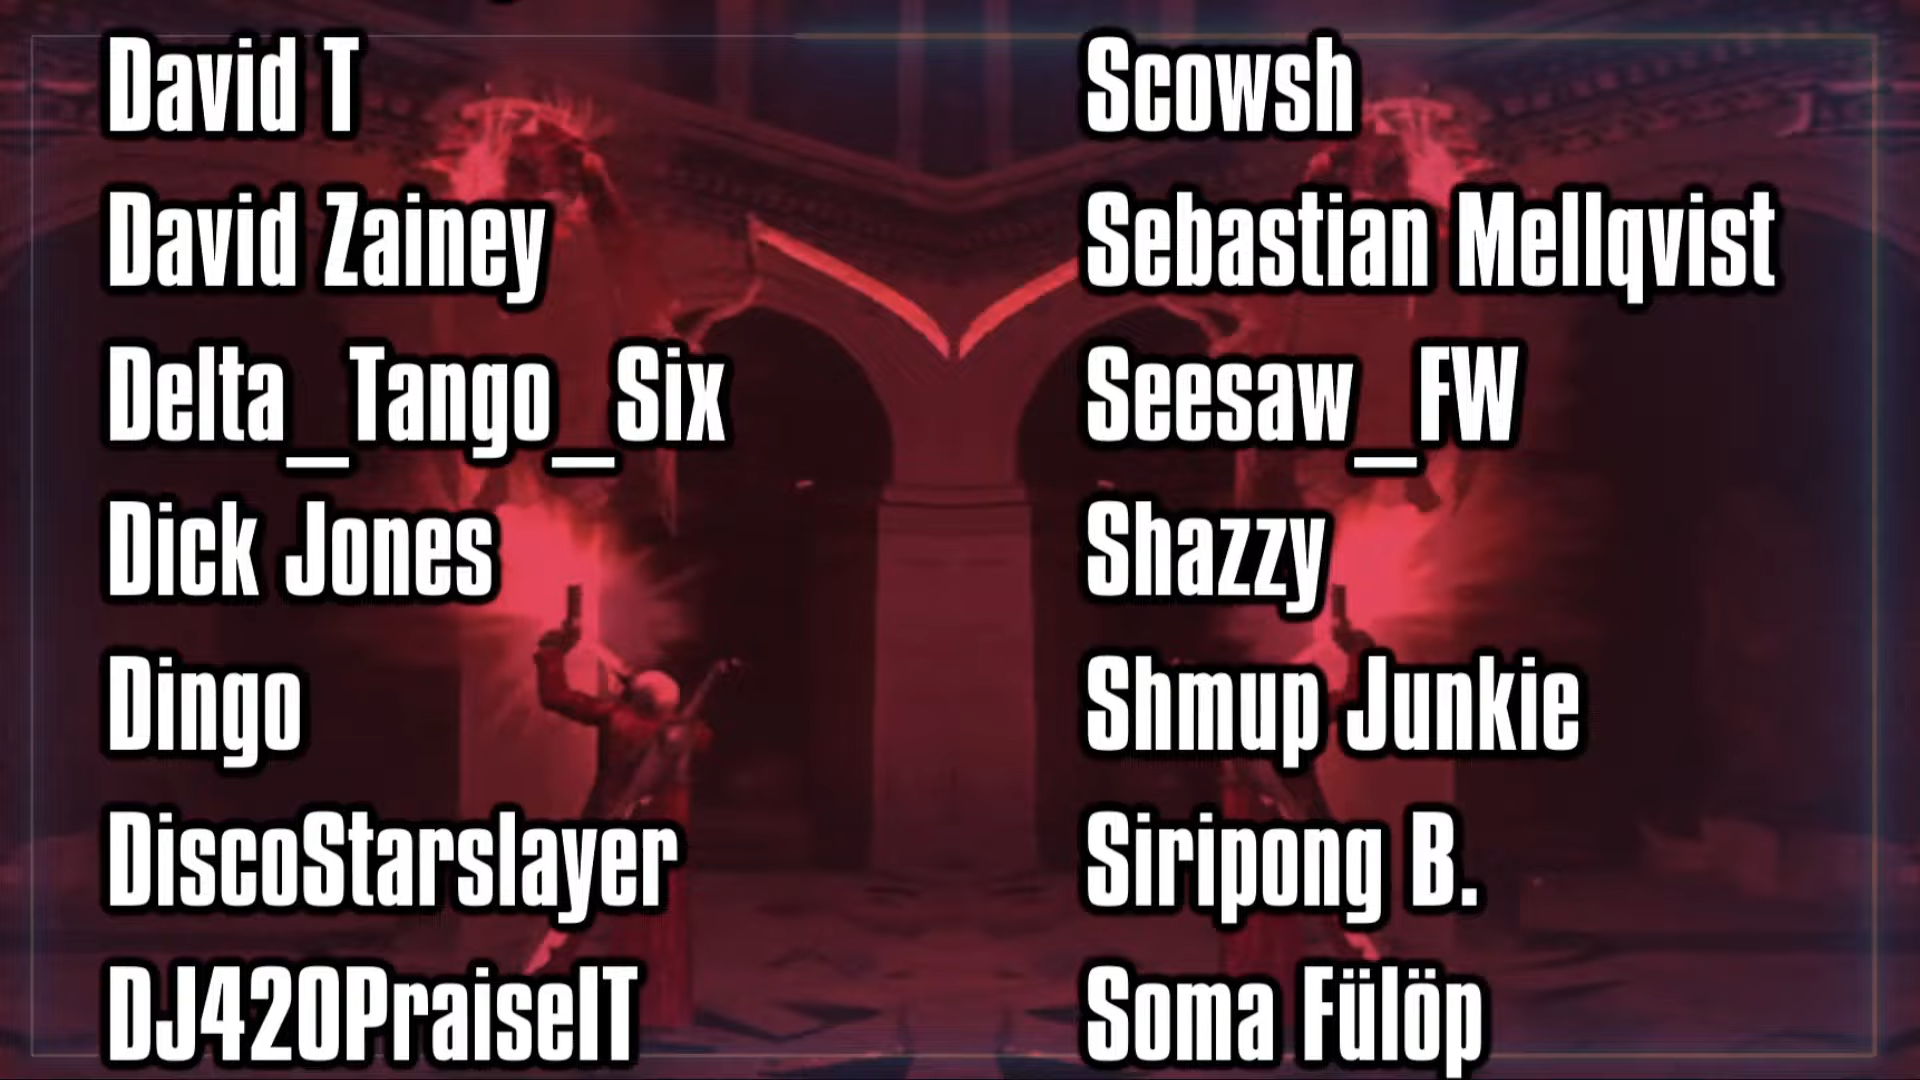 David T
David Zainey
Delta_Tango_Six
Dick Jones
Dingo
DiscoStarslayer
DJ420PraiseIT
Scowsh
Sebastian Mellqvist
Seesaw_FW
Shazzy
Shmup Junkie
Siripong B.
Soma Fülöp